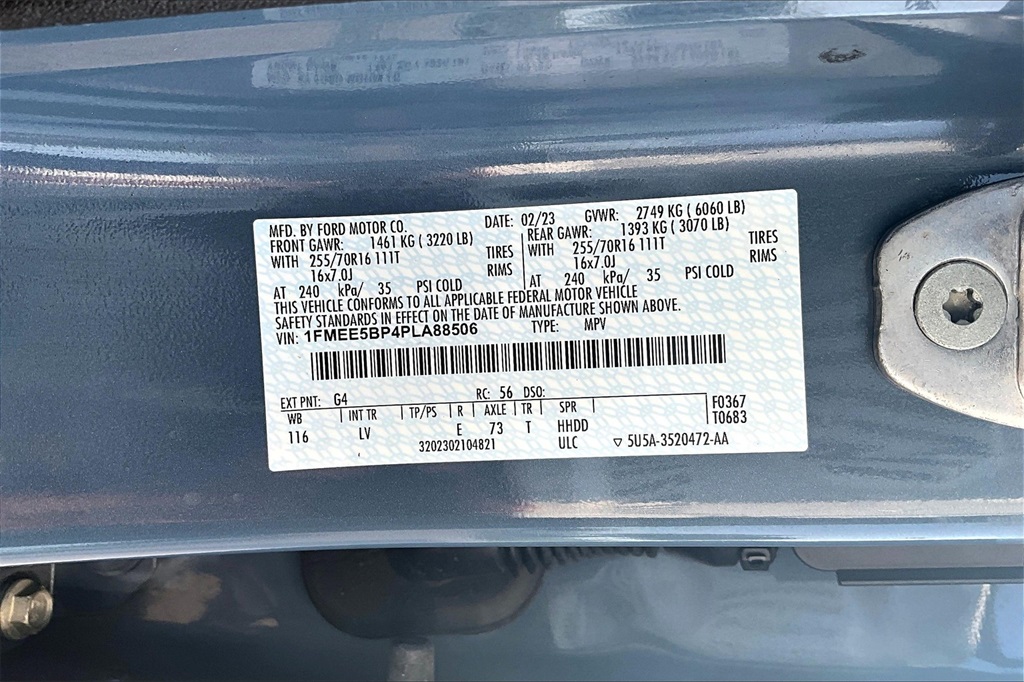 MFD. BY FORD MOTOR CO. DATE: 02/23 GVWR: 2749 KG ( 6060 LB)
FRONT GAWR: 1461 KG ( 3220 LB) REAR GAWR: 1393 KG ( 3070 LB)
WITH 255/70R16 111T TIRES WITH 255/70R16 111T TIRES
16x7.0J RIMS 16x7.0J RIMS
AT 240 kPa/ 35 PSI COLD AT 240 kPa/ 35 PSI COLD
THIS VEHICLE CONFORMS TO ALL APPLICABLE FEDERAL MOTOR VEHICLE
SAFETY STANDARDS IN EFFECT ON THE DATE OF MANUFACTURE SHOWN ABOVE.
VIN: 1FMEE5BP4PLA88506 TYPE: MPV
EXT PNT: G4 RC: 56 DSO: F0367
WB INT TR TP/PS R AXLE TR SPR T0683
116 LV E 73 T HHDD
3202302104821 ULC 5U5A-3520472-AA